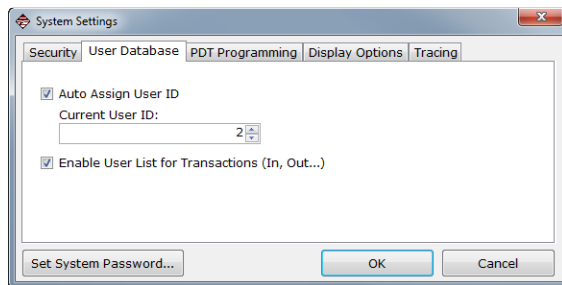 System Settings
Security User Database PDT Programming Display Options Tracing
Auto Assign User ID
Current User ID:
2
Enable User List for Transactions (In, Out...)
Set System Password... OK Cancel